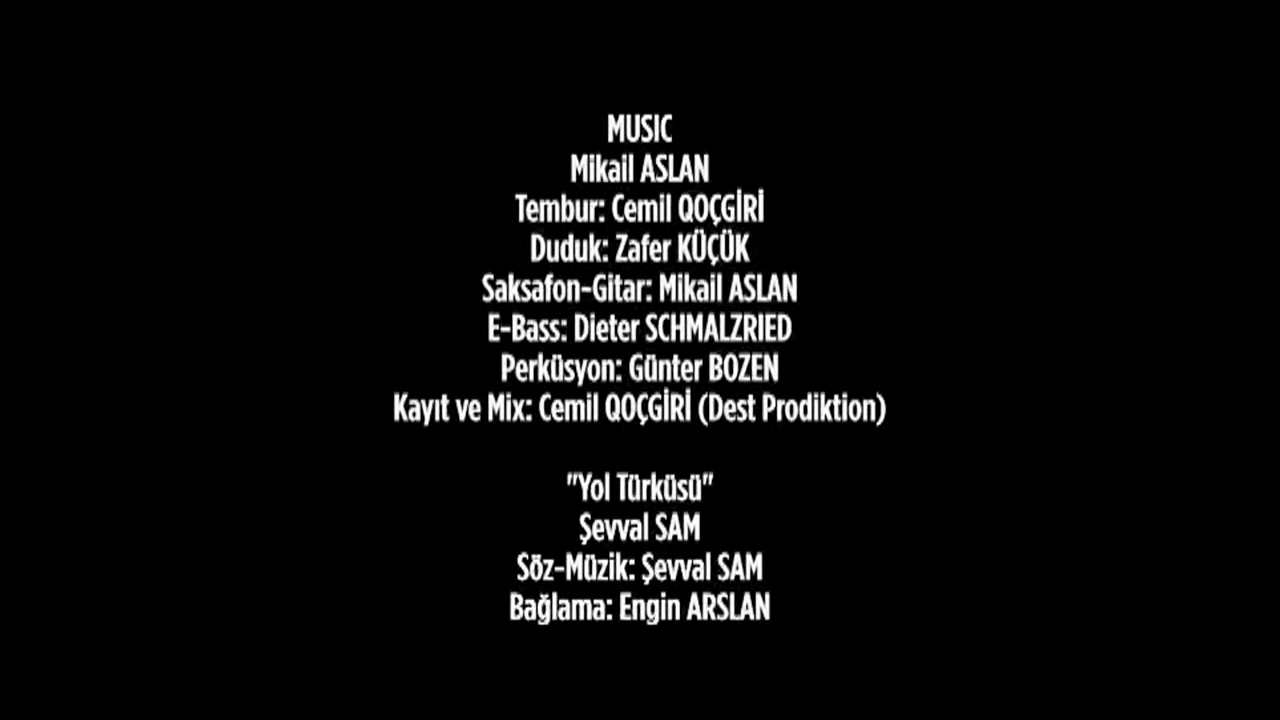 MUSIC
Mikail ASLAN
Tembur: Cemil QOÇGİRİ
Duduk: Zafer KÜÇÜK
Saksafon-Gitar: Mikail ASLAN
E-Bass: Dieter SCHMALZRIED
Perküsyon: Günter BOZEN
Kayıt ve Mix: Cemil QOÇGİRİ (Dest Prodiktion)
"Yol Türküsü"
Şevval SAM
Söz-Müzik: Şevval SAM
Bağlama: Engin ARSLAN